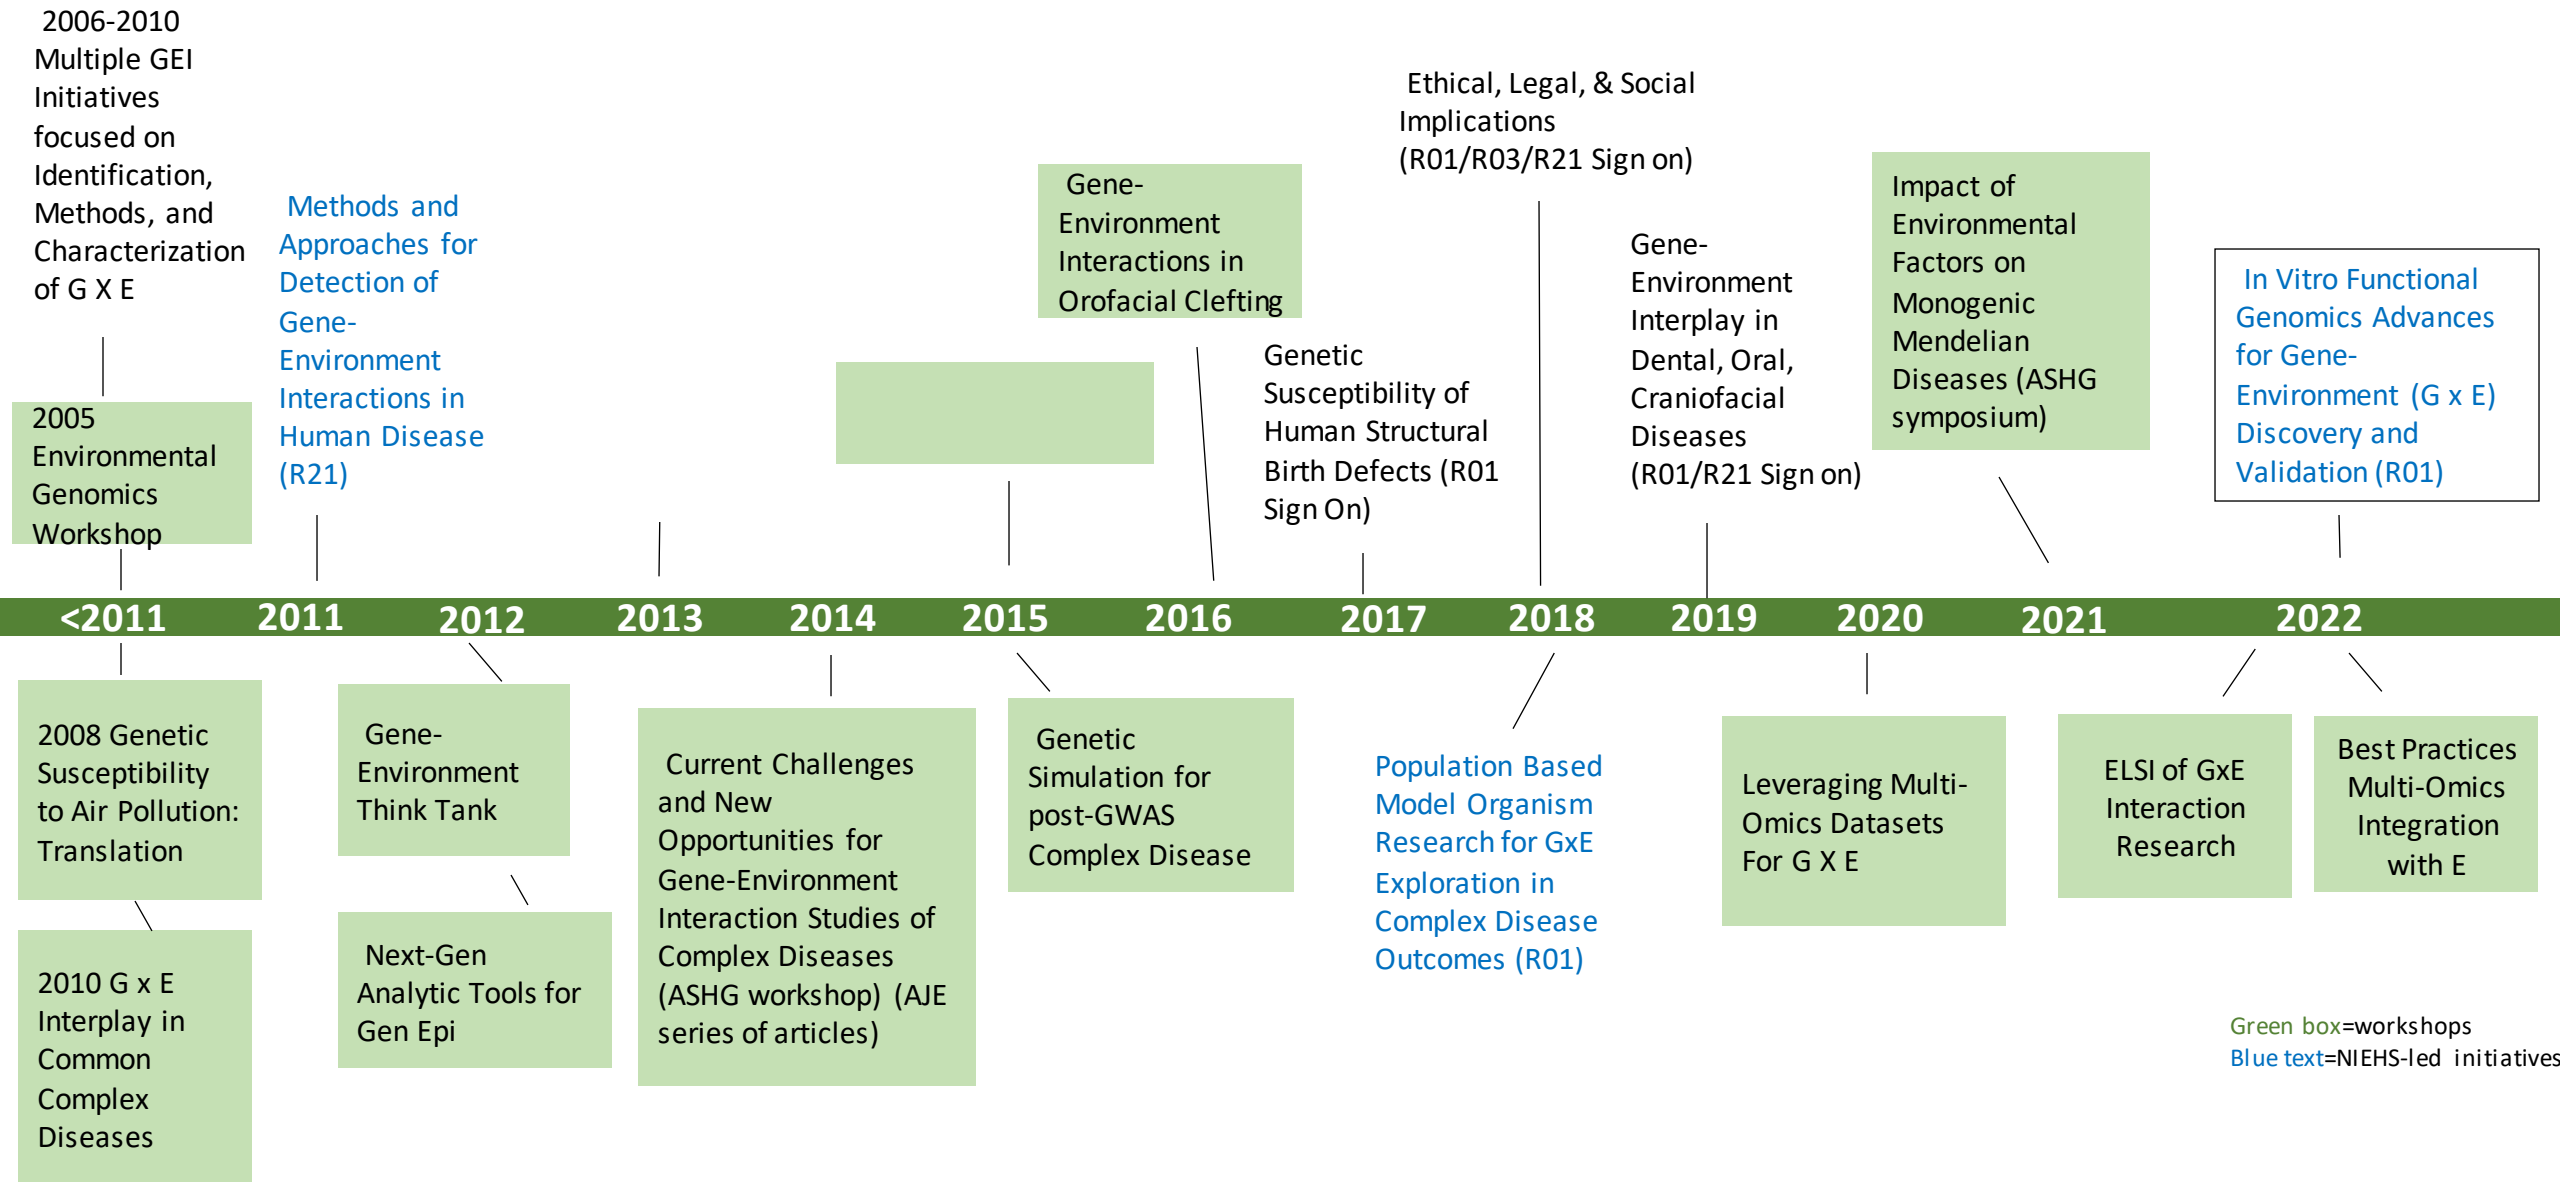 2006-2010
Multiple GEI
Initiatives
focused on
Identification,
Methods, and
Characterization
of G X E
2005
Environmental
Genomics
Workshop
Methods and
Approaches for
Detection of
Gene-
Environment
Interactions in
Human Disease
(R21)
Gene-
Environment
Interactions in
Orofacial Clefting
Genetic
Susceptibility of
Human Structural
Birth Defects (R01
Sign On)
Ethical, Legal, & Social
Implications
(R01/R03/R21 Sign on)
Gene-
Environment
Interplay in
Dental, Oral,
Craniofacial
Diseases
(R01/R21 Sign on)
Impact of
Environmental
Factors on
Monogenic
Mendelian
Diseases (ASHG
symposium)
In Vitro Functional
Genomics Advances
for Gene-
Environment (G x E)
Discovery and
Validation (R01)
<2011 2011 2012 2013 2014 2015 2016 2017 2018 2019 2020 2021 2022
2008 Genetic
Susceptibility
to Air Pollution:
Translation
2010 G x E
Interplay in
Common
Complex
Diseases
Gene-
Environment
Think Tank
Next-Gen
Analytic Tools for
Gen Epi
Current Challenges
and New
Opportunities for
Gene-Environment
Interaction Studies of
Complex Diseases
(ASHG workshop) (AJE
series of articles)
Genetic
Simulation for
post-GWAS
Complex Disease
Population Based
Model Organism
Research for GxE
Exploration in
Complex Disease
Outcomes (R01)
Leveraging Multi-
Omics Datasets
For G X E
ELSI of GxE
Interaction
Research
Best Practices
Multi-Omics
Integration
with E
Green box=workshops
Blue text=NIEHS-led initiatives